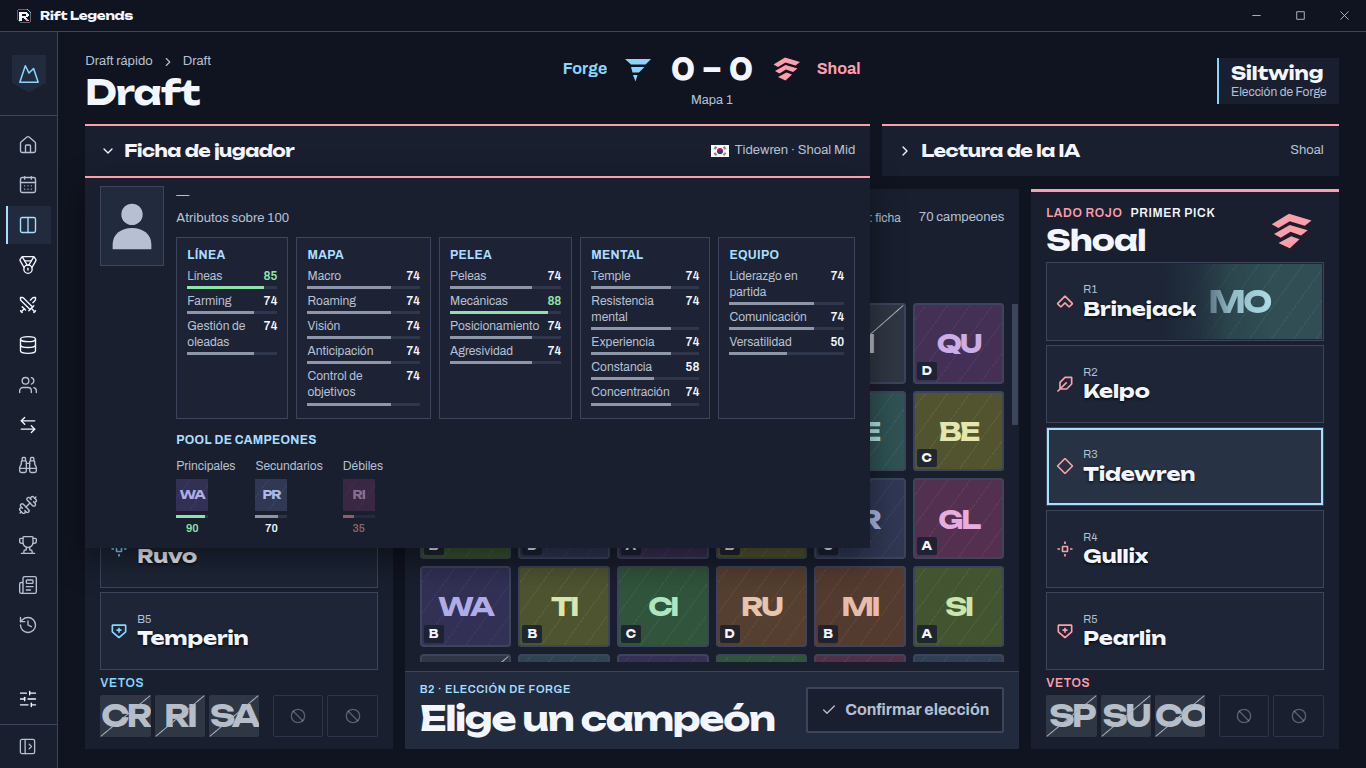 Rift Legends
Draft rápido > Draft
Draft
Forge 0 – 0 Shoal
Mapa 1
Siltwing
Elección de Forge
Ficha de jugador
Tidewren · Shoal Mid
Lectura de la IA
Shoal
—
Atributos sobre 100
LÍNEA
Líneas 85
Farming 74
Gestión de oleadas 74
MAPA
Macro 74
Roaming 74
Visión 74
Anticipación 74
Control de objetivos 74
PELEA
Peleas 74
Mecánicas 88
Posicionamiento 74
Agresividad 74
MENTAL
Temple 74
Resistencia mental 74
Experiencia 74
Constancia 58
Concentración 74
EQUIPO
Liderazgo en partida 74
Comunicación 74
Versatilidad 50
POOL DE CAMPEONES
Principales
WA
90
Secundarios
PR
70
Débiles
RI
35
: ficha
70 campeones
QU
D
BE
C
GL
A
WA
B
TI
B
CI
C
RU
D
MI
B
SI
A
Ruvo
B5
Temperin
VETOS
CR RI SA
B2 · ELECCIÓN DE FORGE
Elige un campeón
Confirmar elección
LADO ROJO PRIMER PICK
Shoal
R1
Brinejack
MO
R2
Kelpo
R3
Tidewren
R4
Gullix
R5
Pearlin
VETOS
SP SU CO